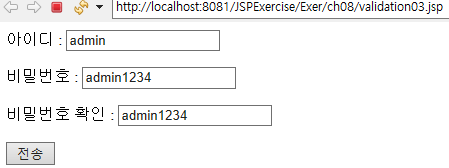 http://localhost:8081/JSPExercise/Exer/ch08/validation03.jsp
아이디 : admin
비밀번호 : admin1234
비밀번호 확인 : admin1234
전송